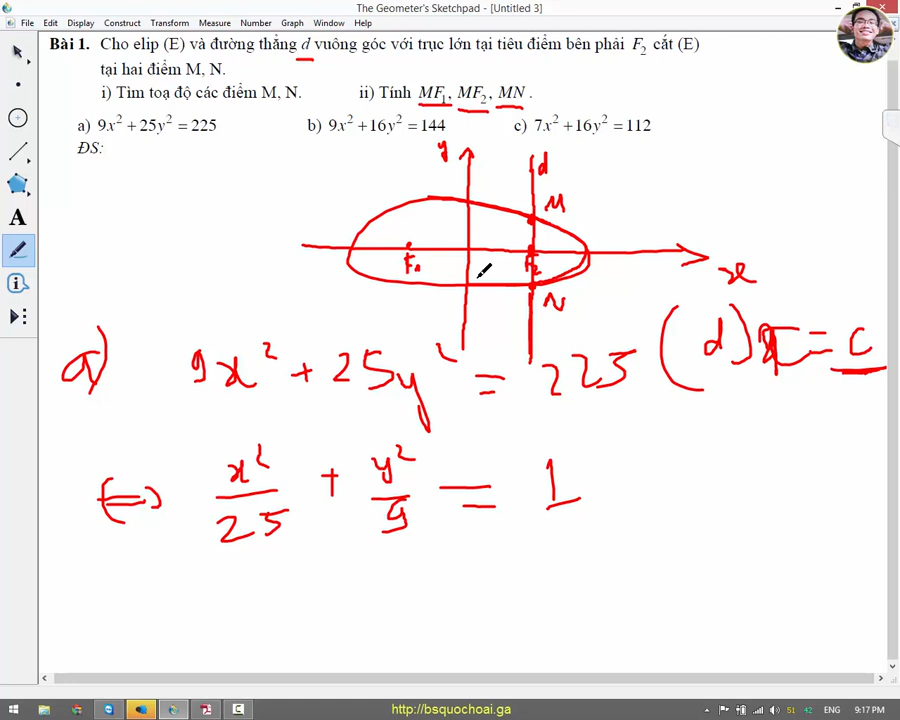 The Geometer's Sketchpad - [Untitled 3]
File Edit Display Construct Transform Measure Number Graph Window Help
Bài 1. Cho elip (E) và đường thẳng d vuông góc với trục lớn tại tiêu điểm bên phải F₂ cắt (E)
tại hai điểm M, N.
i) Tìm toạ độ các điểm M, N. ii) Tính MF₁, MF₂, MN.
a) 9x² + 25y² = 225 b) 9x² + 16y² = 144 c) 7x² + 16y² = 112
ĐS:
y
d
M
F₁ F₂
x
N
a) 9x² + 25y² = 225 (d) x = c
⇔ x²/25 + y²/9 = 1
http://bsquochoai.ga
51 42 ENG 9:17 PM